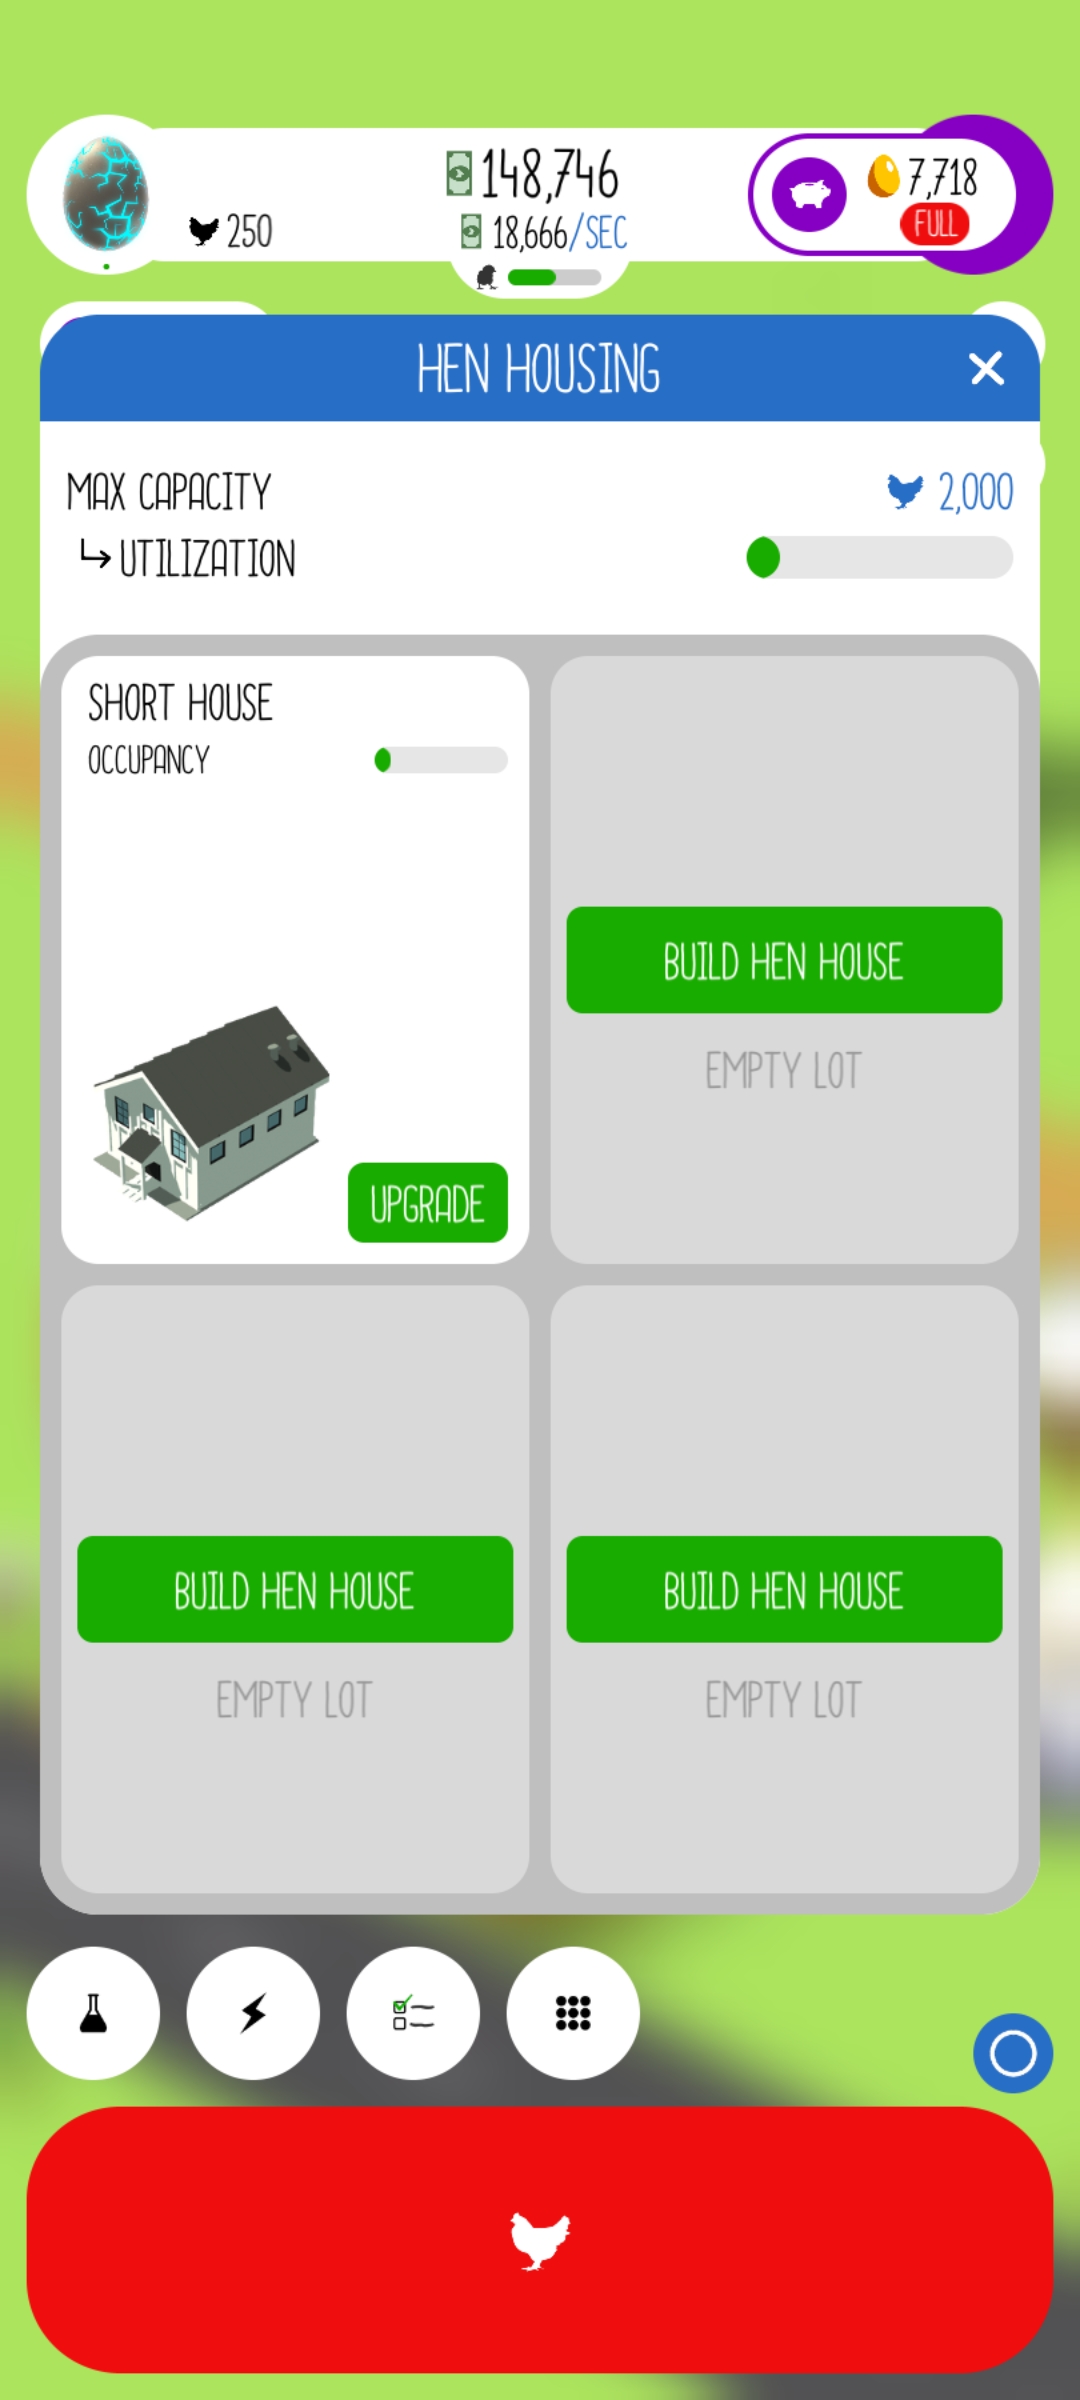 148,746
250
18,666/SEC
7,718
FULL
HEN HOUSING
MAX CAPACITY
2,000
UTILIZATION
SHORT HOUSE
OCCUPANCY
UPGRADE
BUILD HEN HOUSE
EMPTY LOT
BUILD HEN HOUSE
EMPTY LOT
BUILD HEN HOUSE
EMPTY LOT